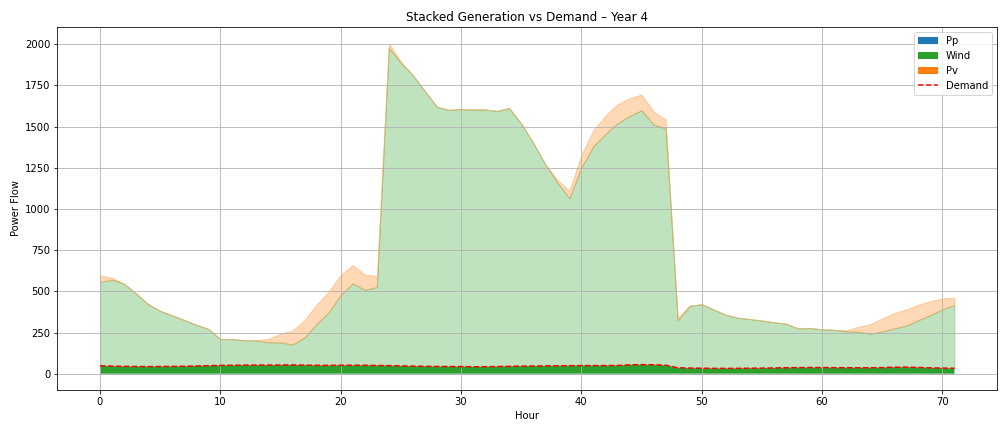 Stacked Generation vs Demand – Year 4
Pp
Wind
Pv
Demand
Power Flow
2000
1750
1500
1250
1000
750
500
250
0
0 10 20 30 40 50 60 70
Hour